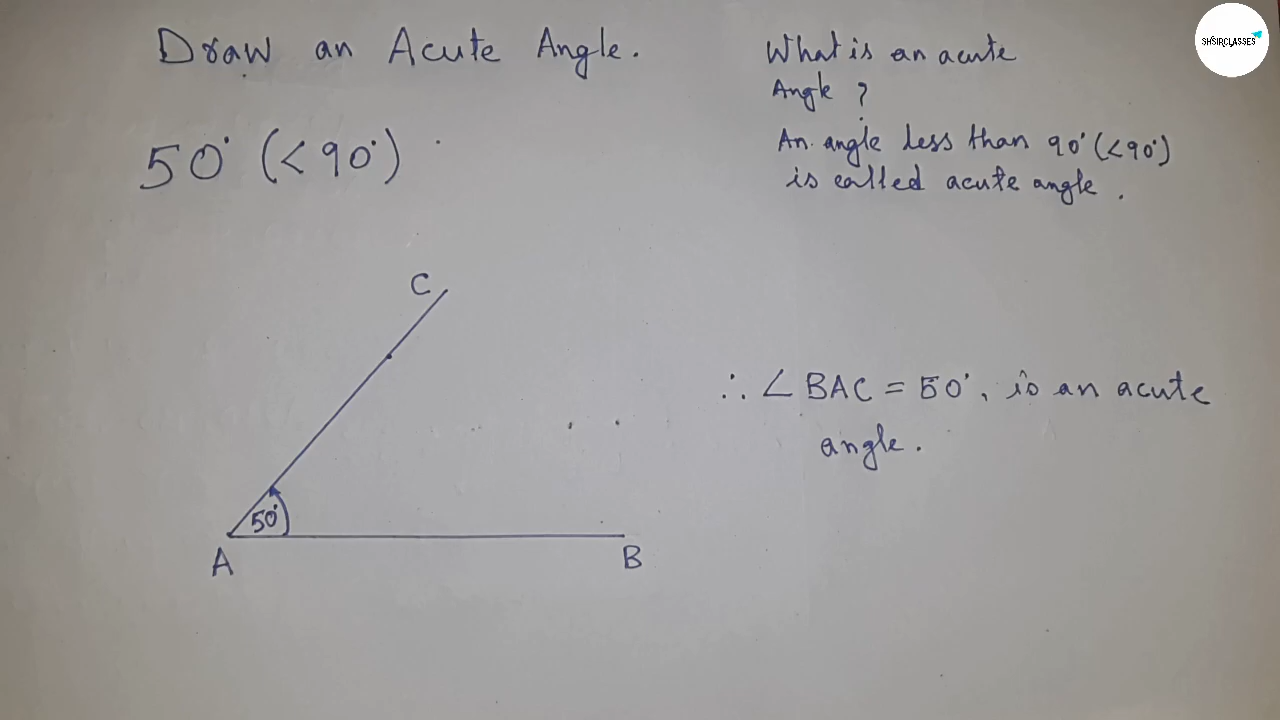 Draw an Acute Angle.
50° (<90°)
What is an acute
Angle ?
An angle less than 90° (<90°)
is called acute angle.
SHSIRCLASSES
C
50°
A
B
∴ ∠BAC = 50°, is an acute
angle.